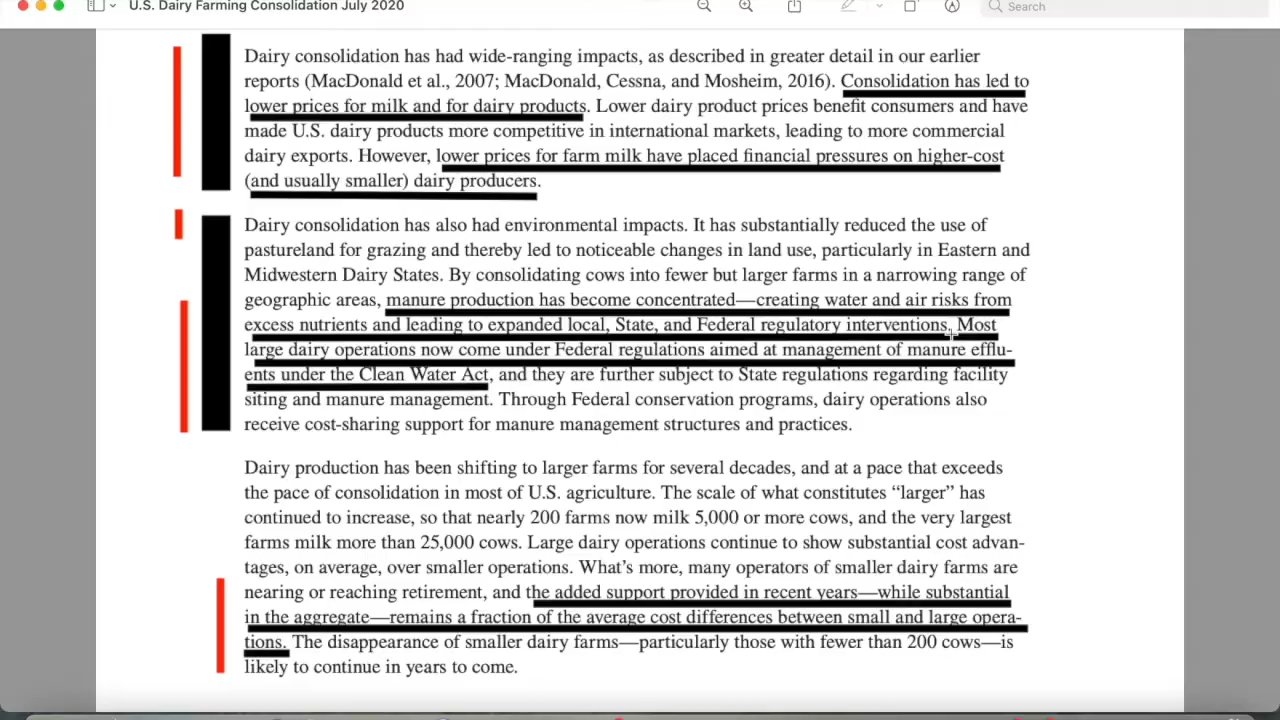 U.S. Dairy Farming Consolidation July 2020
Search
Dairy consolidation has had wide-ranging impacts, as described in greater detail in our earlier
reports (MacDonald et al., 2007; MacDonald, Cessna, and Mosheim, 2016). Consolidation has led to
lower prices for milk and for dairy products. Lower dairy product prices benefit consumers and have
made U.S. dairy products more competitive in international markets, leading to more commercial
dairy exports. However, lower prices for farm milk have placed financial pressures on higher-cost
(and usually smaller) dairy producers.
Dairy consolidation has also had environmental impacts. It has substantially reduced the use of
pastureland for grazing and thereby led to noticeable changes in land use, particularly in Eastern and
Midwestern Dairy States. By consolidating cows into fewer but larger farms in a narrowing range of
geographic areas, manure production has become concentrated—creating water and air risks from
excess nutrients and leading to expanded local, State, and Federal regulatory interventions. Most
large dairy operations now come under Federal regulations aimed at management of manure efflu-
ents under the Clean Water Act, and they are further subject to State regulations regarding facility
siting and manure management. Through Federal conservation programs, dairy operations also
receive cost-sharing support for manure management structures and practices.
Dairy production has been shifting to larger farms for several decades, and at a pace that exceeds
the pace of consolidation in most of U.S. agriculture. The scale of what constitutes “larger” has
continued to increase, so that nearly 200 farms now milk 5,000 or more cows, and the very largest
farms milk more than 25,000 cows. Large dairy operations continue to show substantial cost advan-
tages, on average, over smaller operations. What’s more, many operators of smaller dairy farms are
nearing or reaching retirement, and the added support provided in recent years—while substantial
in the aggregate—remains a fraction of the average cost differences between small and large opera-
tions. The disappearance of smaller dairy farms—particularly those with fewer than 200 cows—is
likely to continue in years to come.